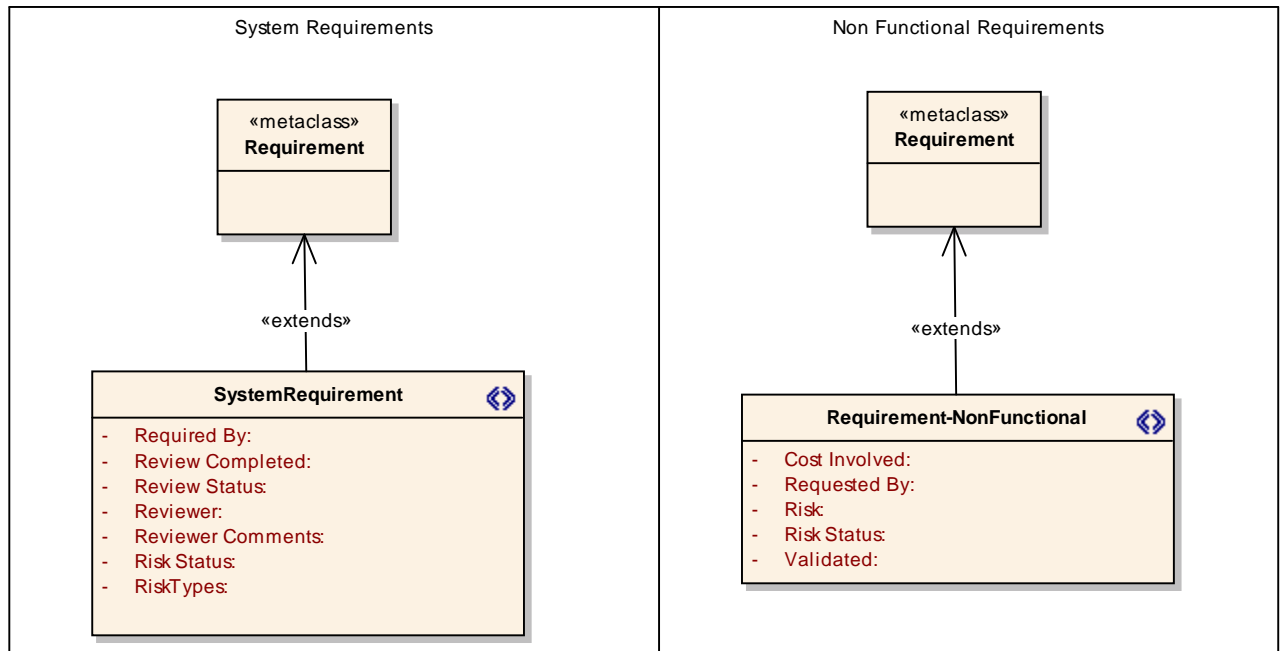 System Requirements
«metaclass»
Requirement
«extends»
SystemRequirement
- Required By:
- Review Completed:
- Review Status:
- Reviewer:
- Reviewer Comments:
- Risk Status:
- RiskTypes:
Non Functional Requirements
«metaclass»
Requirement
«extends»
Requirement-NonFunctional
- Cost Involved:
- Requested By:
- Risk:
- Risk Status:
- Validated: